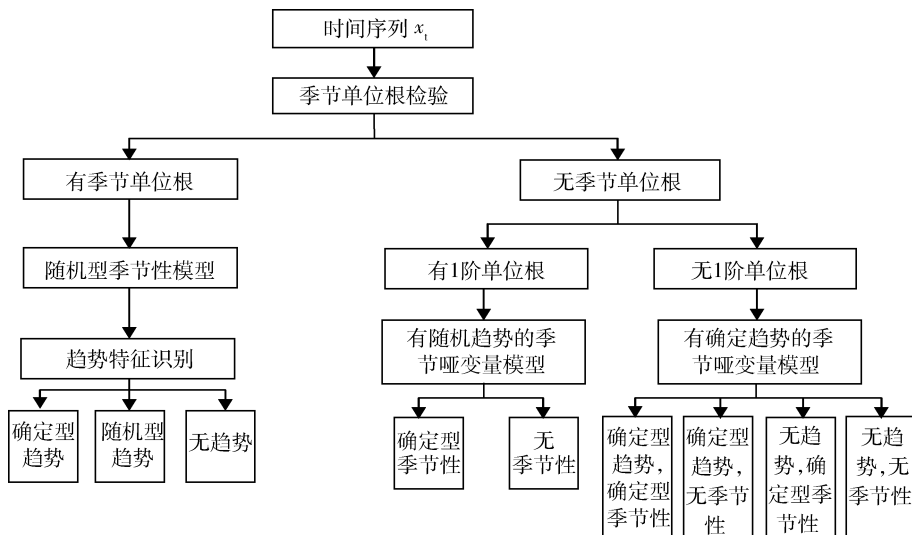 时间序列 xt
季节单位根检验
有季节单位根
无季节单位根
随机型季节性模型
有1阶单位根
无1阶单位根
趋势特征识别
有随机趋势的季
节哑变量模型
有确定趋势的季
节哑变量模型
确定型
趋势
随机型
趋势
无趋势
确定型
季节性
无
季节性
确定型
趋势,
确定型
季节性
确定型
趋势,
无季节
性
无趋
势,确
定型季
节性
无趋
势,无
季节性